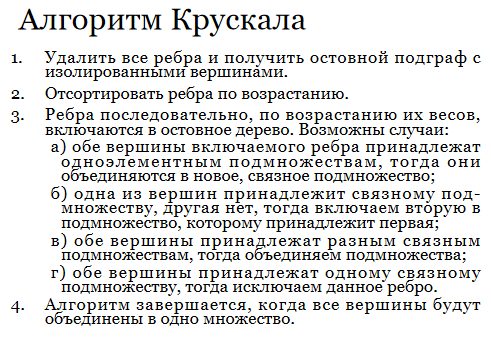 Алгоритм Крускала
1. Удалить все ребра и получить остовной подграф с
изолированными вершинами.
2. Отсортировать ребра по возрастанию.
3. Ребра последовательно, по возрастанию их весов,
включаются в остовное дерево. Возможны случаи:
а) обе вершины включаемого ребра принадлежат
одноэлементным подмножествам, тогда они
объединяются в новое, связное подмножество;
б) одна из вершин принадлежит связному под-
множеству, другая нет, тогда включаем вторую в
подмножество, которому принадлежит первая;
в) обе вершины принадлежат разным связным
подмножествам, тогда объединяем подмножества;
г) обе вершины принадлежат одному связному
подмножеству, тогда исключаем данное ребро.
4. Алгоритм завершается, когда все вершины будут
объединены в одно множество.